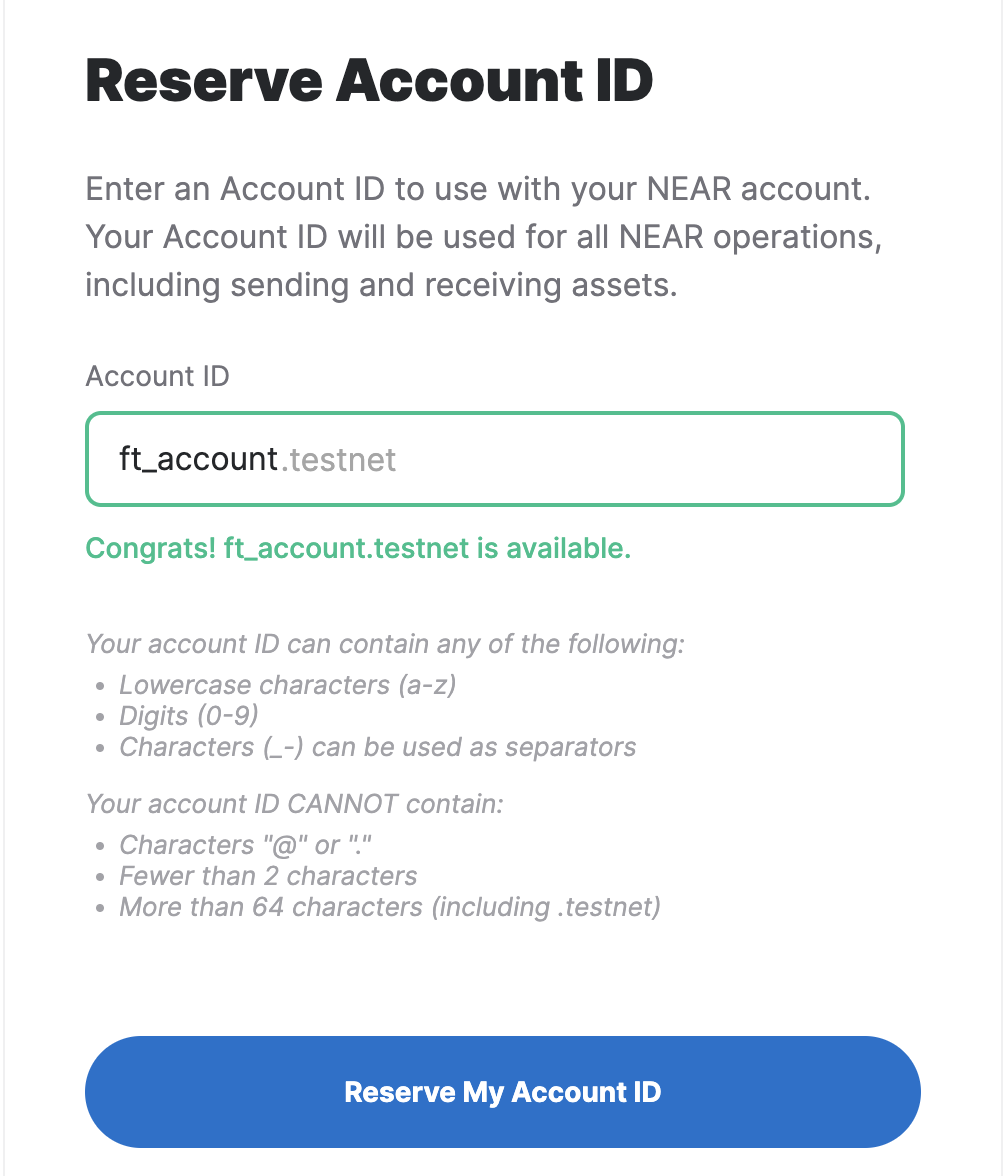 Reserve Account ID
Enter an Account ID to use with your NEAR account.
Your Account ID will be used for all NEAR operations,
including sending and receiving assets.
Account ID
ft_account.testnet
Congrats! ft_account.testnet is available.
Your account ID can contain any of the following:
• Lowercase characters (a-z)
• Digits (0-9)
• Characters (_-) can be used as separators
Your account ID CANNOT contain:
• Characters "@" or "."
• Fewer than 2 characters
• More than 64 characters (including .testnet)
Reserve My Account ID